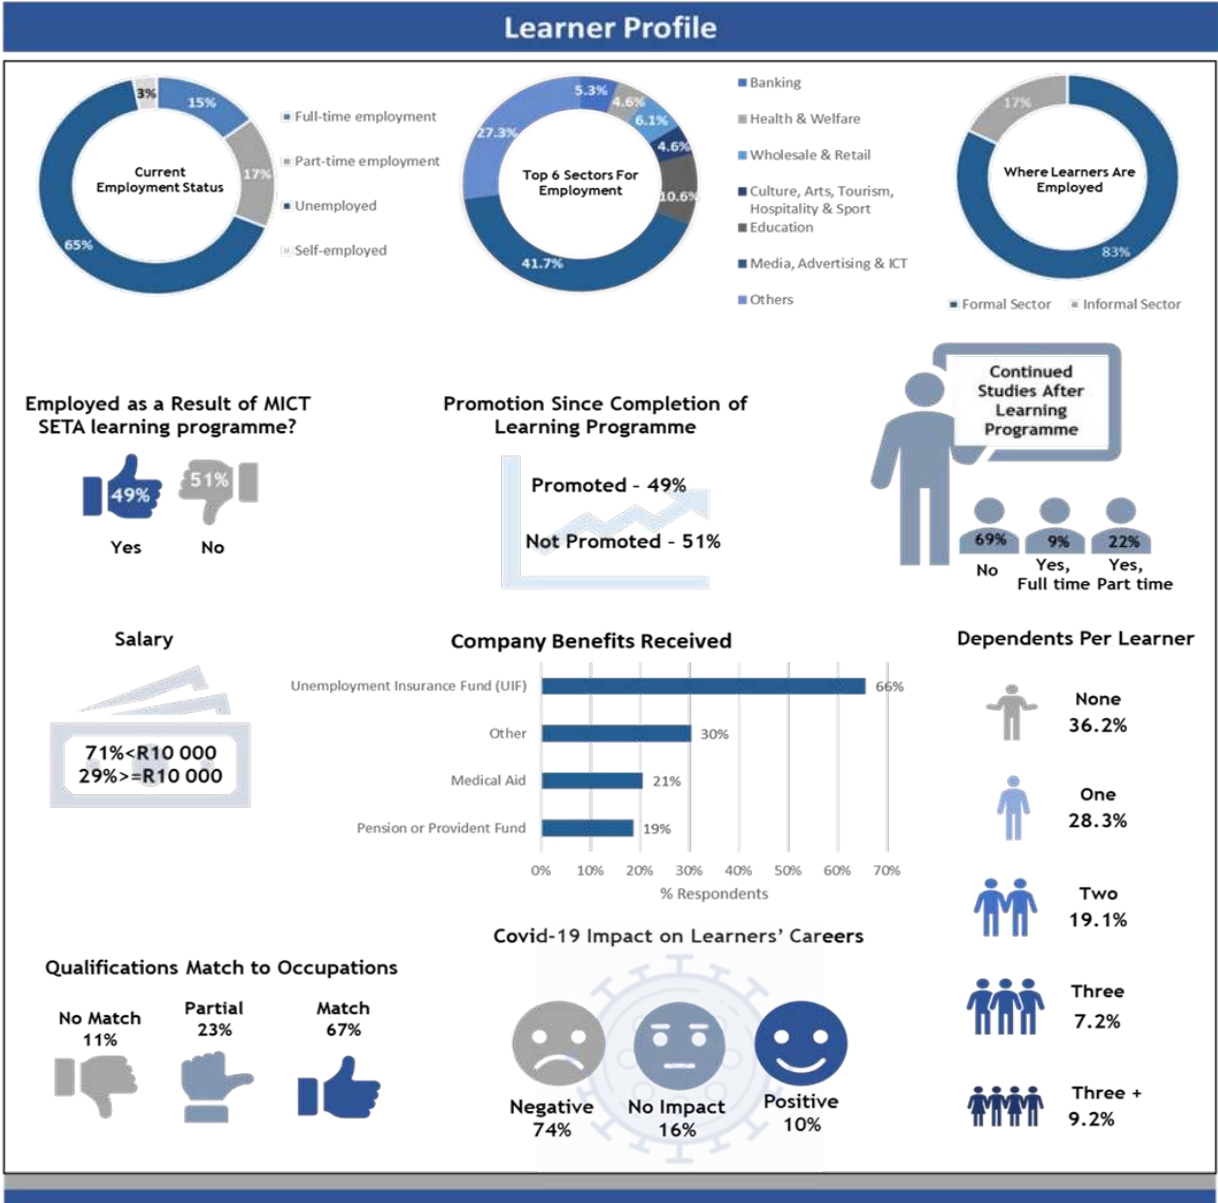 Learner Profile
3%
15%
17%
65%
Current
Employment Status
Full-time employment
Part-time employment
Unemployed
Self-employed
5.3%
4.6%
6.1%
4.6%
10.6%
41.7%
27.3%
Top 6 Sectors For
Employment
Banking
Health & Welfare
Wholesale & Retail
Culture, Arts, Tourism,
Hospitality & Sport
Education
Media, Advertising & ICT
Others
17%
83%
Where Learners Are
Employed
Formal Sector
Informal Sector
Employed as a Result of MICT
SETA learning programme?
49%
51%
Yes
No
Promotion Since Completion of
Learning Programme
Promoted - 49%
Not Promoted - 51%
Continued
Studies After
Learning
Programme
69%
9%
22%
No
Yes,
Full time
Yes,
Part time
Salary
71%<R10 000
29%>=R10 000
Company Benefits Received
Unemployment Insurance Fund (UIF)
66%
Other
30%
Medical Aid
21%
Pension or Provident Fund
19%
0% 10% 20% 30% 40% 50% 60% 70%
% Respondents
Dependents Per Learner
None
36.2%
One
28.3%
Two
19.1%
Three
7.2%
Three +
9.2%
Qualifications Match to Occupations
No Match
11%
Partial
23%
Match
67%
Covid-19 Impact on Learners' Careers
Negative
74%
No Impact
16%
Positive
10%